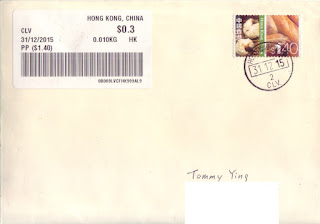 HONG KONG, CHINA
CLV $0.3
31/12/2015 0.010KG HK
PP ($1.40)
1.40
31 12 15
2
CLV
Tommy Ying